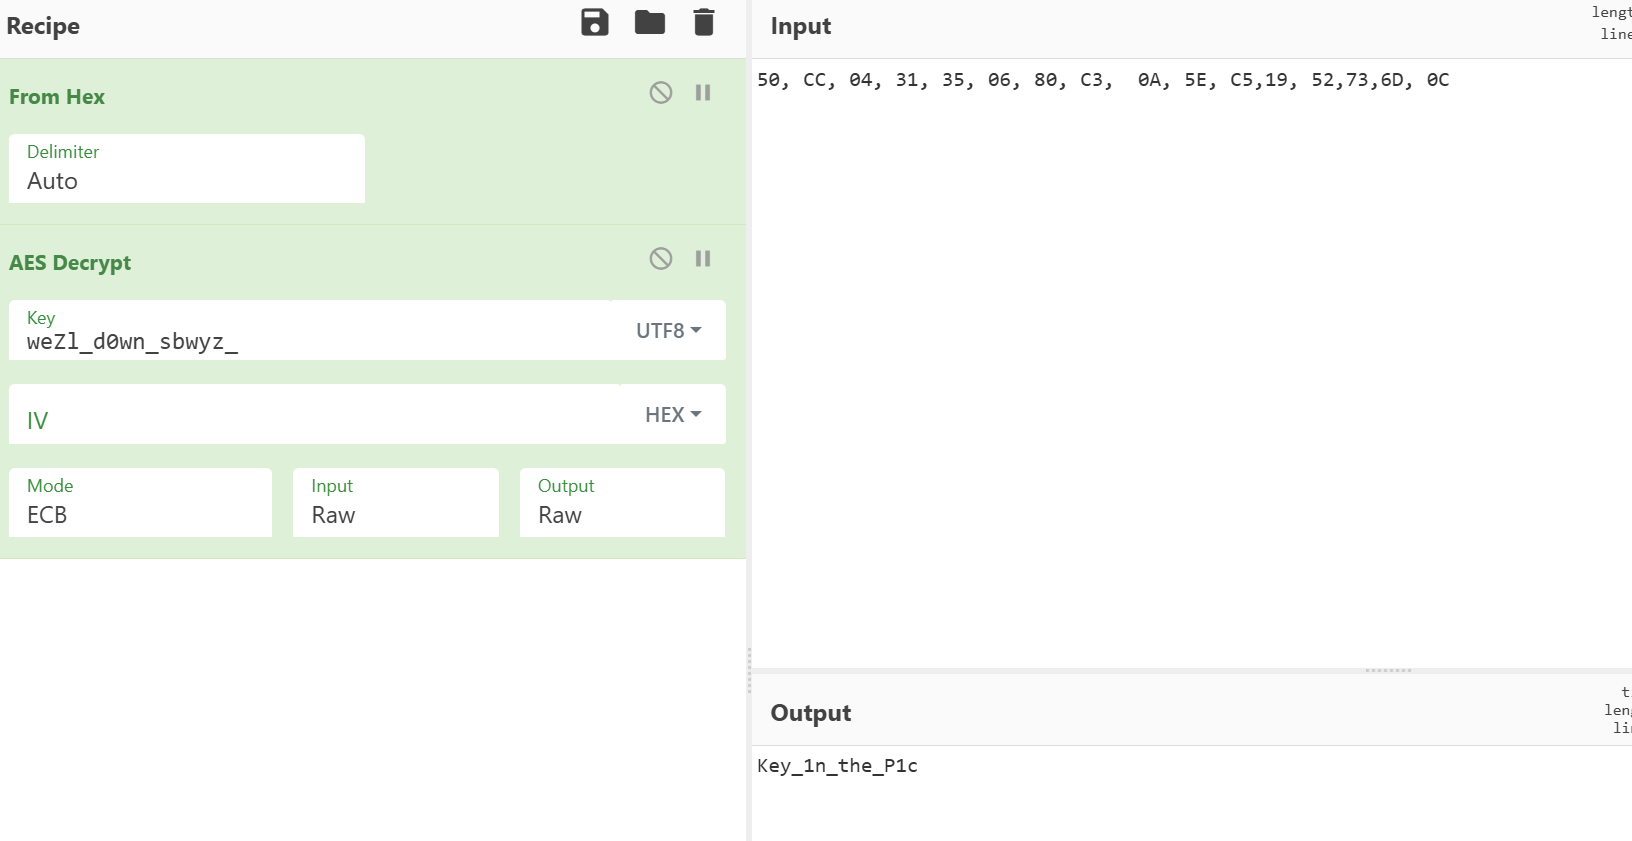 Recipe
From Hex
Delimiter
Auto
AES Decrypt
Key
weZl_d0wn_sbwyz_
UTF8
IV
HEX
Mode
ECB
Input
Raw
Output
Raw
Input
lengt
line
50, CC, 04, 31, 35, 06, 80, C3,  0A, 5E, C5,19, 52,73,6D, 0C
Output
t
len
li
Key_1n_the_P1c